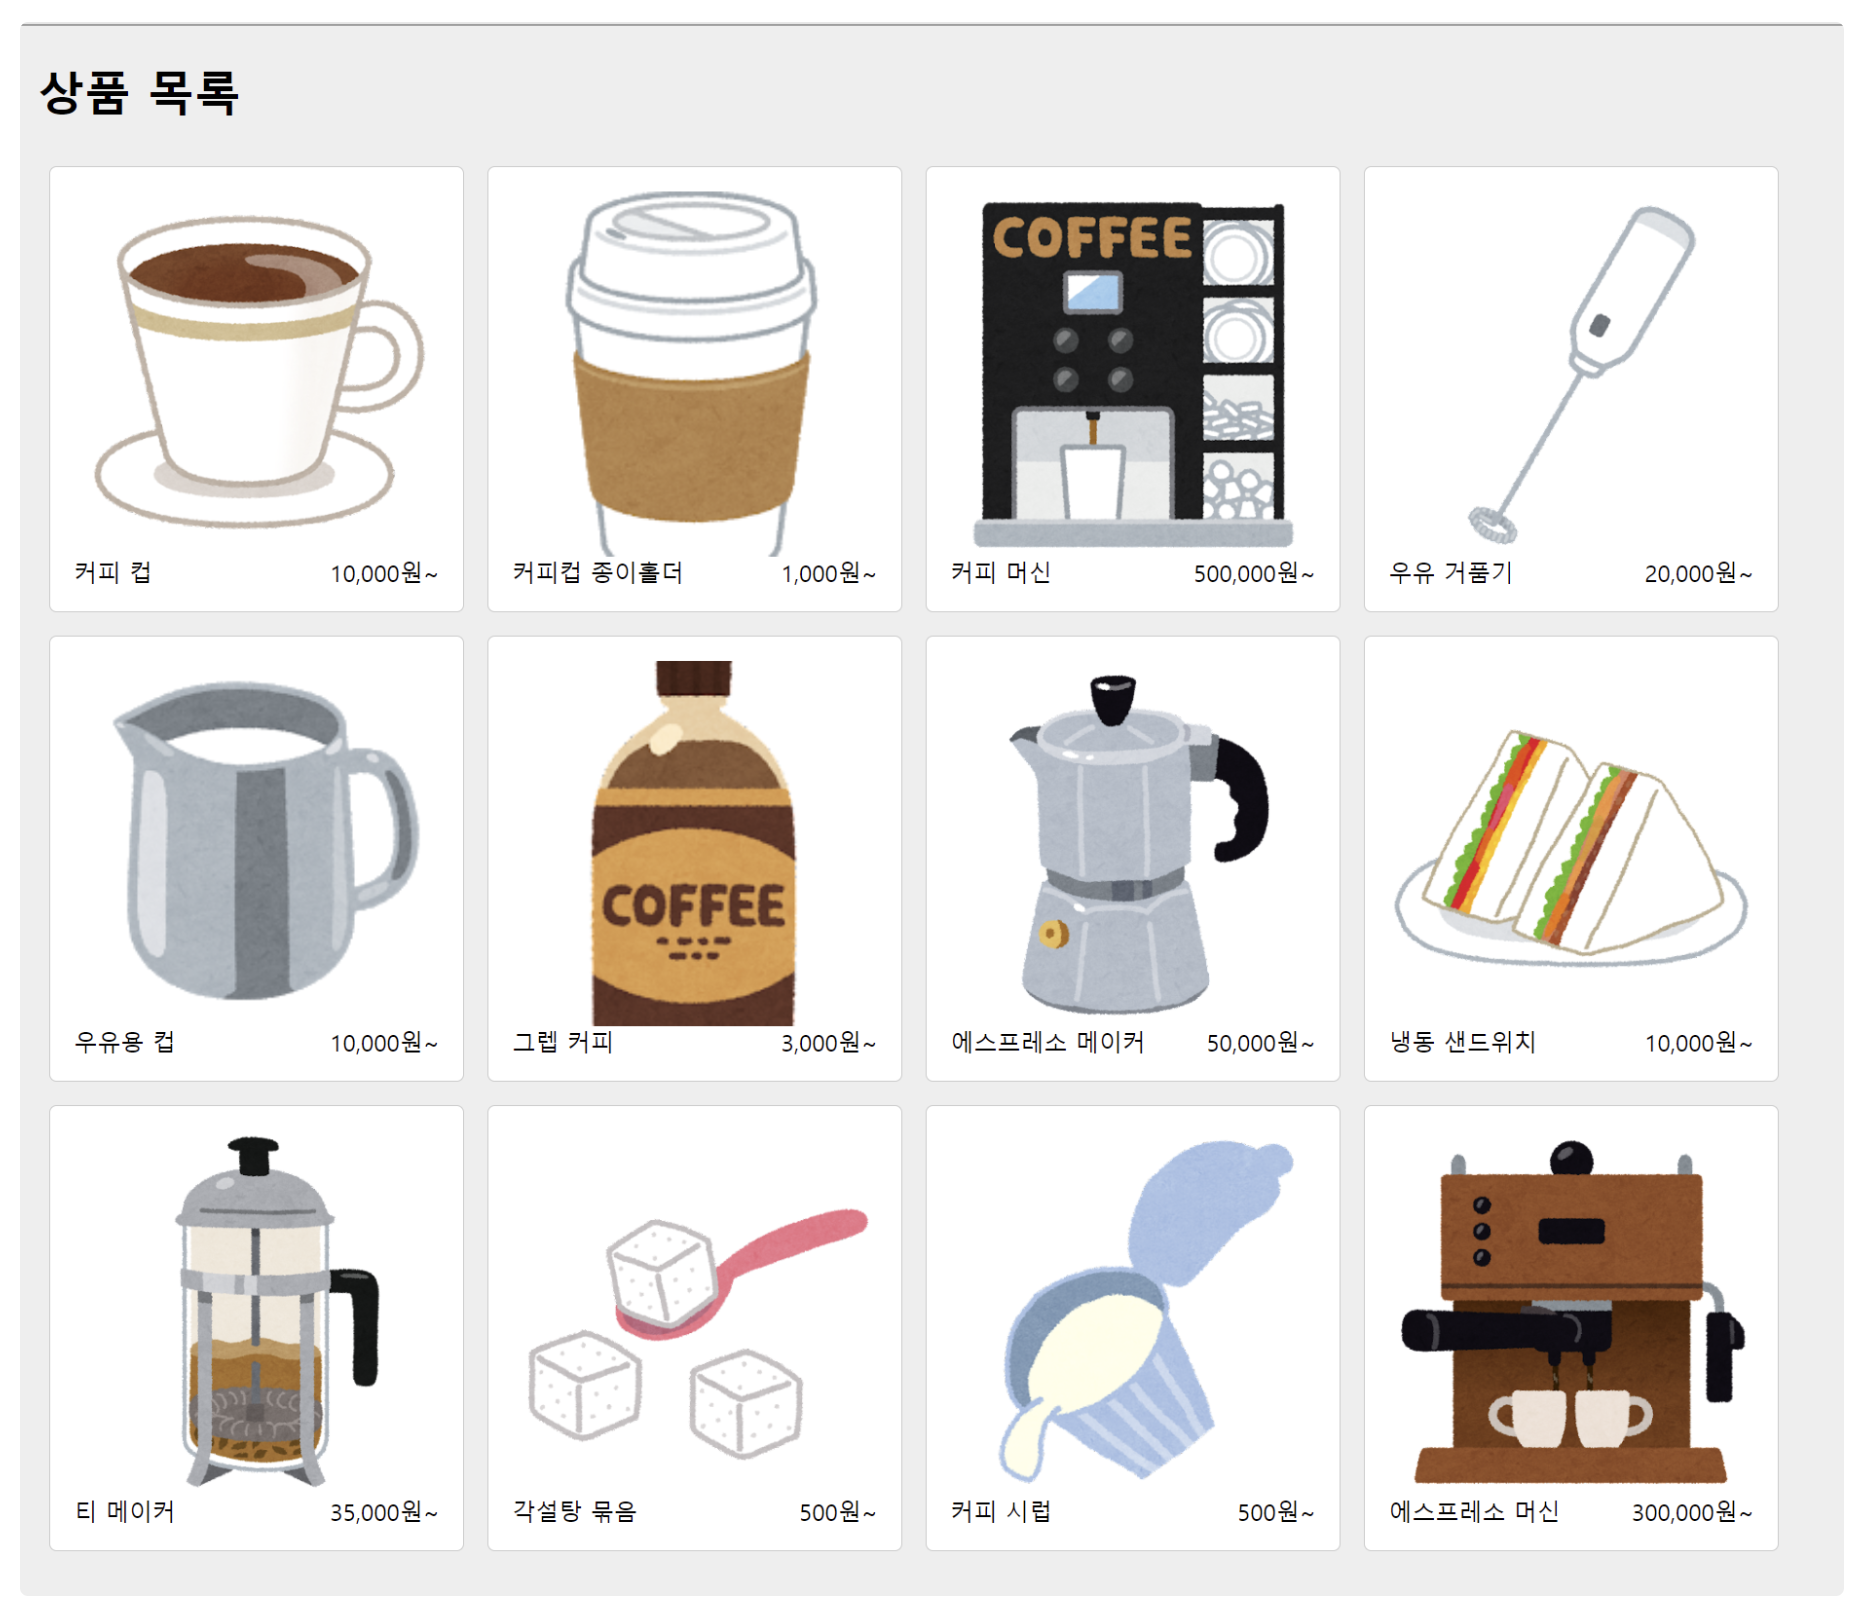 상품 목록
COFFEE
커피 컵 10,000원~
커피컵 종이홀더 1,000원~
커피 머신 500,000원~
우유 거품기 20,000원~
COFFEE
우유용 컵 10,000원~
그렙 커피 3,000원~
에스프레소 메이커 50,000원~
냉동 샌드위치 10,000원~
티 메이커 35,000원~
각설탕 묶음 500원~
커피 시럽 500원~
에스프레소 머신 300,000원~